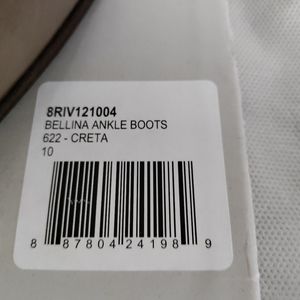 8RIV121004
BELLINA ANKLE BOOTS
622 - CRETA
10
8 87804 24198 9